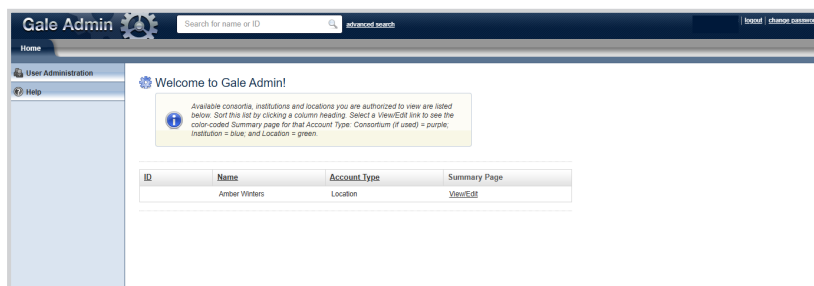 Gale Admin
Search for name or ID
advanced search
logout | change passwor
Home
User Administration
Help
Welcome to Gale Admin!
Available consortia, institutions and locations you are authorized to view are listed
below. Sort this list by clicking a column heading. Select a View/Edit link to see the
color-coded Summary page for that Account Type: Consortium (if used) = purple;
Institution = blue; and Location = green.
ID Name Account Type Summary Page
Amber Winters Location View/Edit